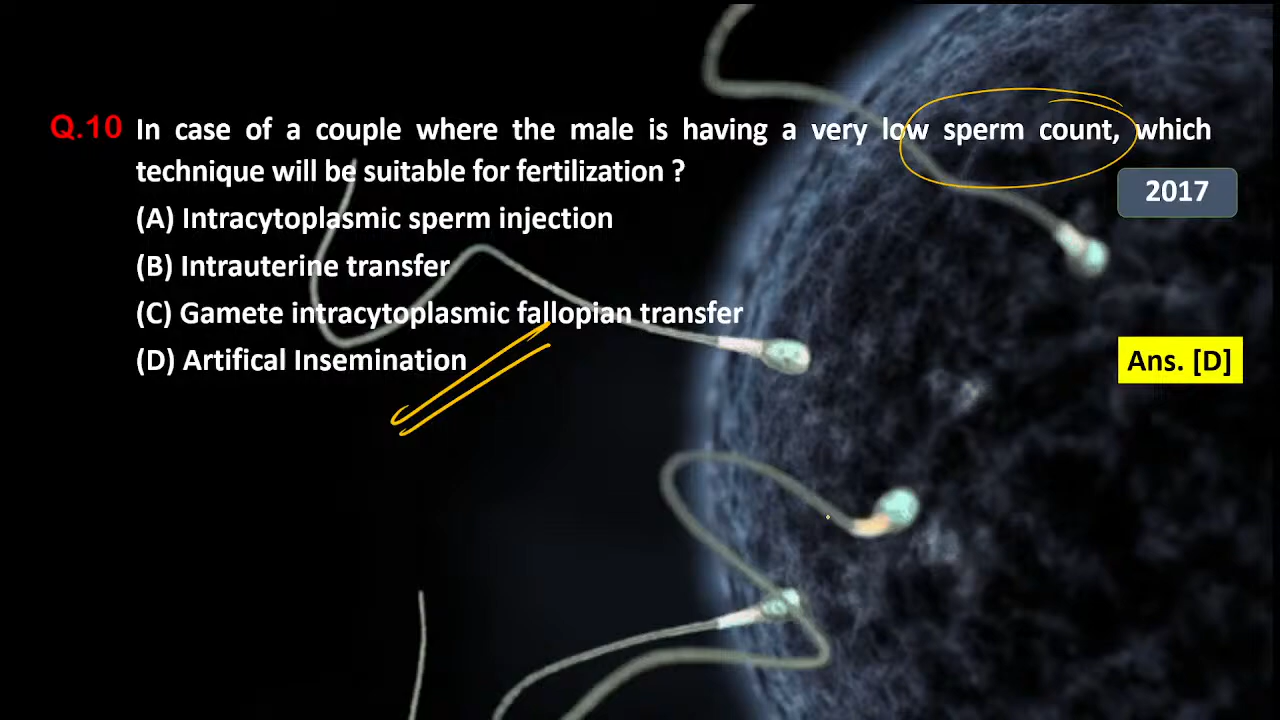 Q.10 In case of a couple where the male is having a very low sperm count, which
technique will be suitable for fertilization ?
2017
(A) Intracytoplasmic sperm injection
(B) Intrauterine transfer
(C) Gamete intracytoplasmic fallopian transfer
(D) Artifical Insemination
Ans. [D]